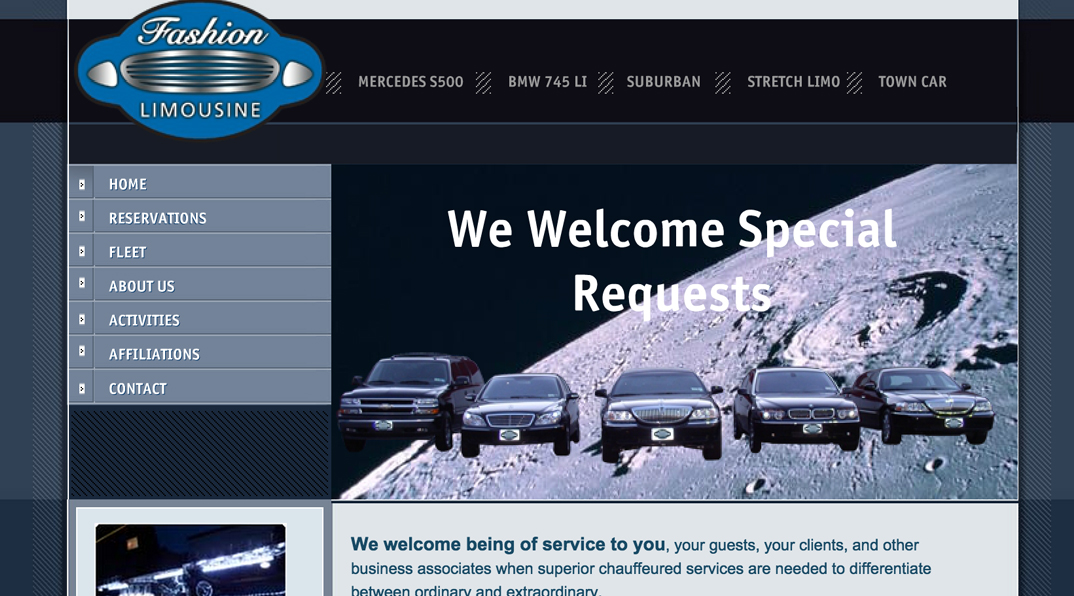 Fashion
LIMOUSINE
MERCEDES S500
BMW 745 LI
SUBURBAN
STRETCH LIMO
TOWN CAR
HOME
RESERVATIONS
FLEET
ABOUT US
ACTIVITIES
AFFILIATIONS
CONTACT
We Welcome Special
Requests
We welcome being of service to you, your guests, your clients, and other
business associates when superior chauffeured services are needed to differentiate
between ordinary and extraordinary.